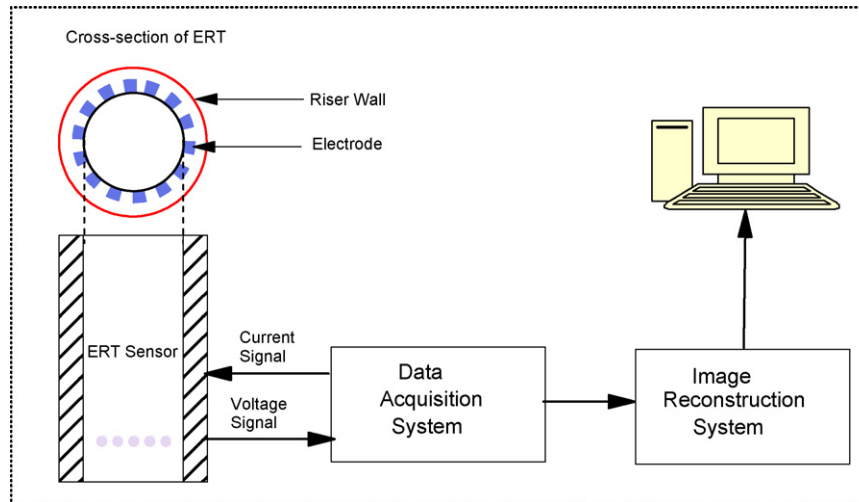 Cross-section of ERT
Riser Wall
Electrode
ERT Sensor
Current
Signal
Voltage
Signal
Data
Acquisition
System
Image
Reconstruction
System